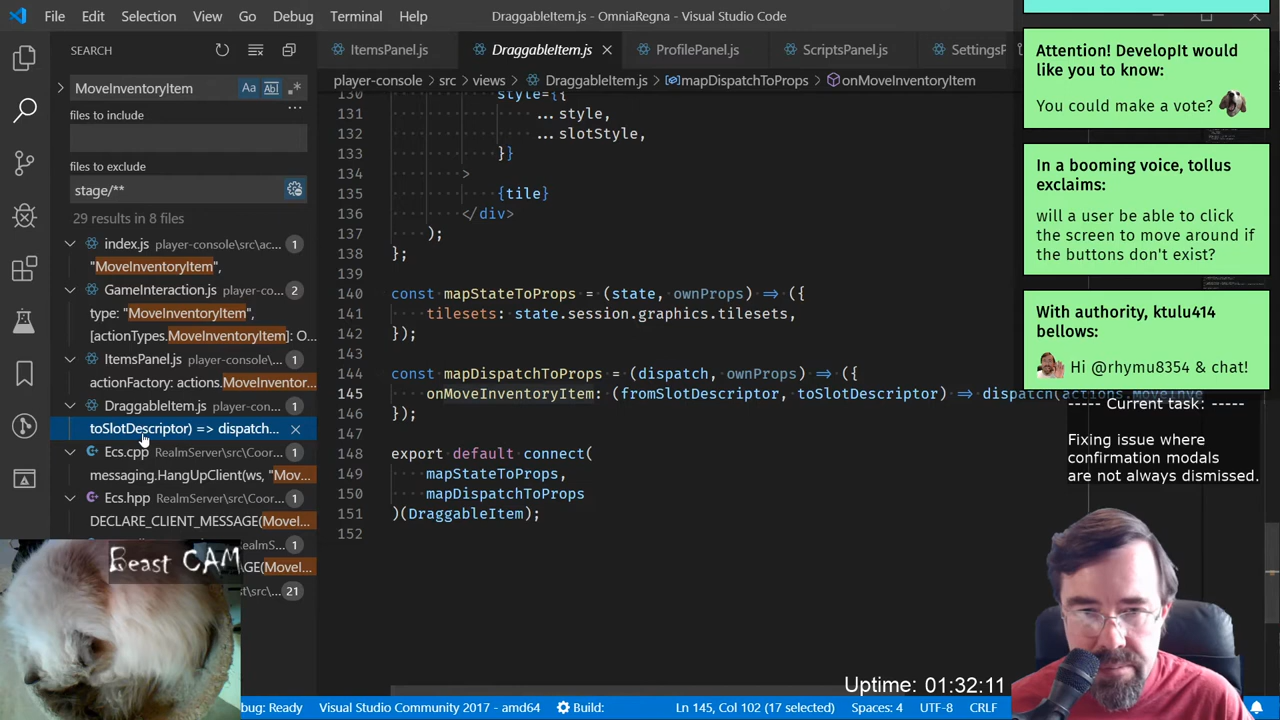 File Edit Selection View Go Debug Terminal Help
DraggableItem.js - OmniaRegna - Visual Studio Code
SEARCH
MoveInventoryItem
Aa Abl .*
files to include
files to exclude
stage/**
29 results in 8 files
index.js player-console\src\ac... 1
"MoveInventoryItem",
GameInteraction.js player-co... 2
type: "MoveInventoryItem",
[actionTypes.MoveInventoryItem]: O...
ItemsPanel.js player-console\... 1
actionFactory: actions.MoveInventor...
DraggableItem.js player-con... 1
toSlotDescriptor) => dispatch...
Ecs.cpp RealmServer\src\Coor... 1
messaging.HangUpClient(ws, "Mov...
Ecs.hpp RealmServer\src\Coor... 1
DECLARE_CLIENT_MESSAGE(MoveI...
21
Beast CAM
ItemsPanel.js DraggableItem.js ProfilePanel.js ScriptsPanel.js SettingsP
player-console > src > views > DraggableItem.js > mapDispatchToProps > onMoveInventoryItem
130 style={{
131 ...style,
132 ...slotStyle,
133 }}
134 >
135 {tile}
136 </div>
137 );
138 };
139
140 const mapStateToProps = (state, ownProps) => ({
141 tilesets: state.session.graphics.tilesets,
142 });
143
144 const mapDispatchToProps = (dispatch, ownProps) => ({
145 onMoveInventoryItem: (fromSlotDescriptor, toSlotDescriptor) => dispatch(actions.MoveInve
146 });
147
148 export default connect(
149 mapStateToProps,
150 mapDispatchToProps
151 )(DraggableItem);
152
Attention! DevelopIt would
like you to know:
You could make a vote?
In a booming voice, tollus
exclaims:
will a user be able to click
the screen to move around if
the buttons don't exist?
With authority, ktulu414
bellows:
Hi @rhymu8354 & chat!
----- Current task: -----
Fixing issue where
confirmation modals
are not always dismissed.
Uptime: 01:32:11
bug: Ready Visual Studio Community 2017 - amd64 Build: Ln 145, Col 102 (17 selected) Spaces: 4 UTF-8 CRLF